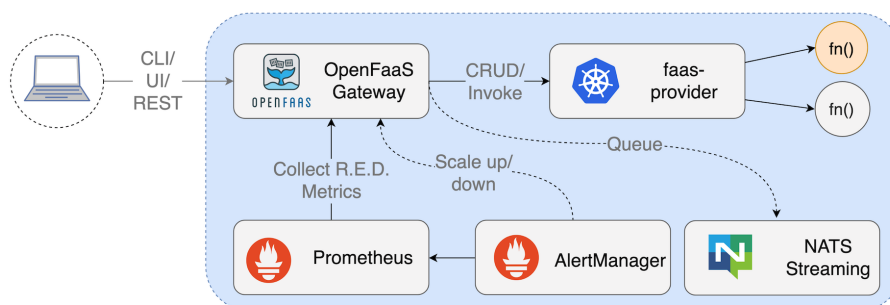 CLI/
UI/
REST
OPENFAAS
OpenFaaS
Gateway
CRUD/
Invoke
faas-
provider
fn()
fn()
Queue
Collect R.E.D.
Metrics
Scale up/
down
Prometheus
AlertManager
N
NATS
Streaming